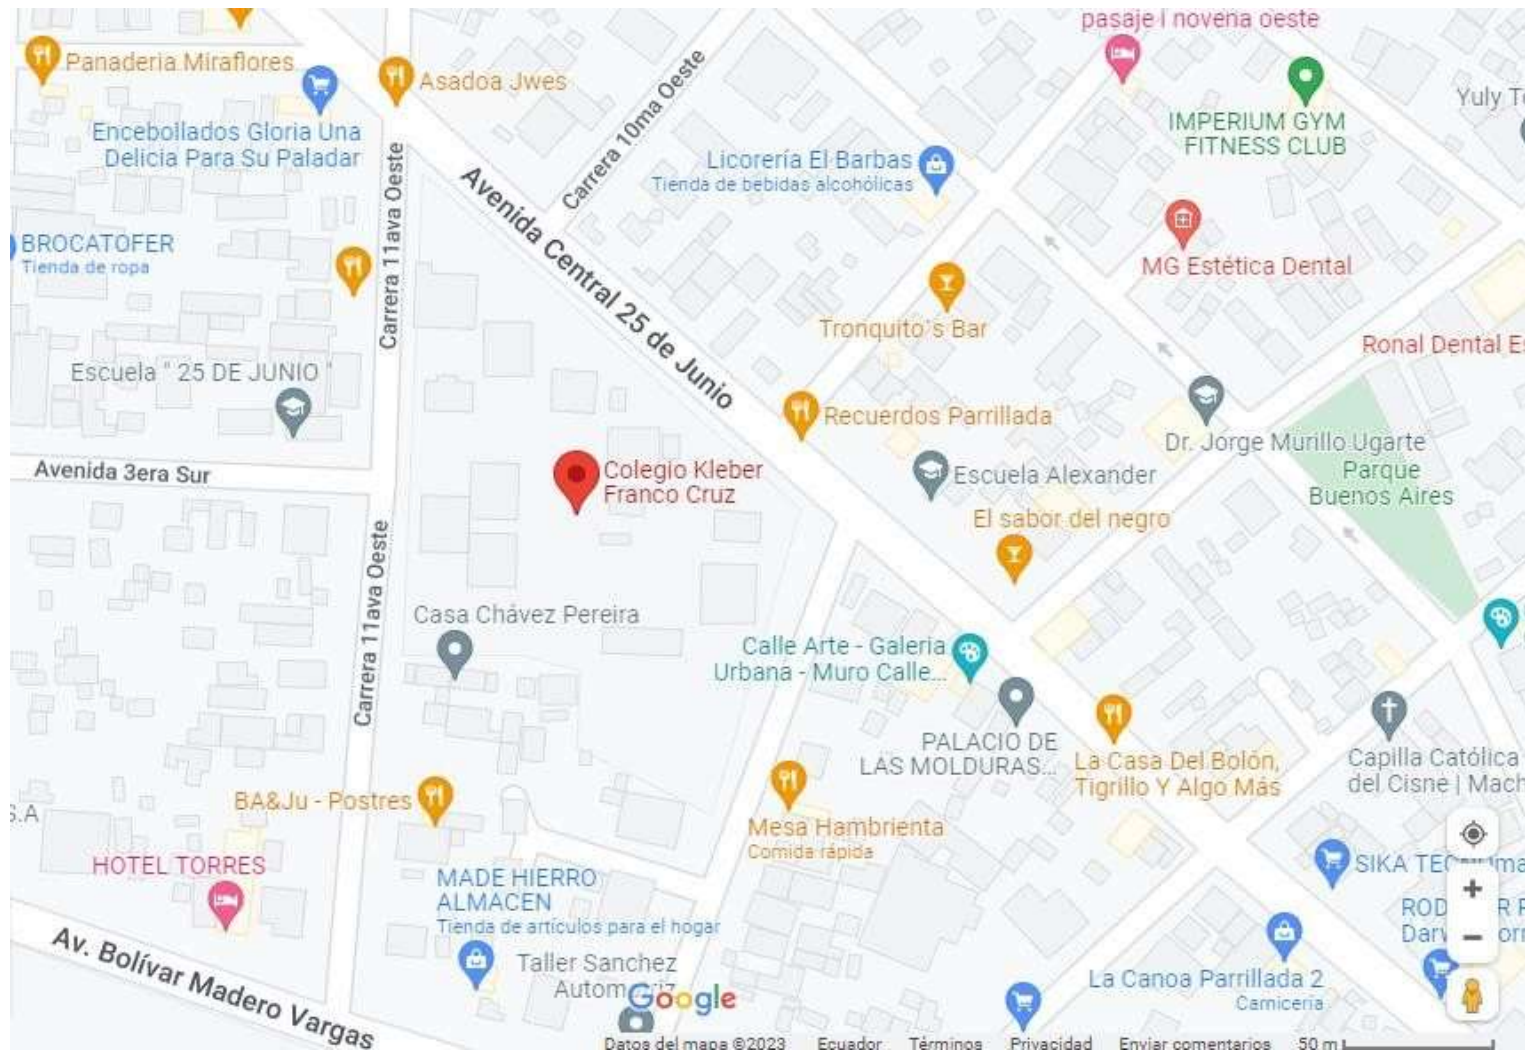 pasaje l novena oeste
Panaderia Miraflores
Asadoa Jwes
Yuly
IMPERIUM GYM
FITNESS CLUB
Encebollados Gloria Una
Delicia Para Su Paladar
Carrera 10ma Oeste
Licorería El Barbas
Tienda de bebidas alcohólicas
Carrera 11ava Oeste
Avenida Central 25 de Junio
BROCATOFER
Tienda de ropa
MG Estética Dental
Tronquito´s Bar
Ronal Dental
Escuela " 25 DE JUNIO "
Recuerdos Parrillada
Dr. Jorge Murillo Ugarte
Avenida 3era Sur
Colegio Kleber
Franco Cruz
Escuela Alexander
Parque
Buenos Aires
El sabor del negro
Carrera 11ava Oeste
Casa Chávez Pereira
Calle Arte - Galeria
Urbana - Muro Calle...
PALACIO DE
LAS MOLDURAS...
La Casa Del Bolón,
Tigrillo Y Algo Más
Capilla Católica
del Cisne | Mach
S.A
BA&Ju - Postres
Mesa Hambrienta
Comida rápida
HOTEL TORRES
MADE HIERRO
ALMACEN
Tienda de artículos para el hogar
SIKA
Av. Bolívar Madero Vargas
Taller Sanchez
La Canoa Parrillada 2
Carnicería
Google
Datos del mapa ©2023 Ecuador Términos Privacidad Enviar comentarios 50 m